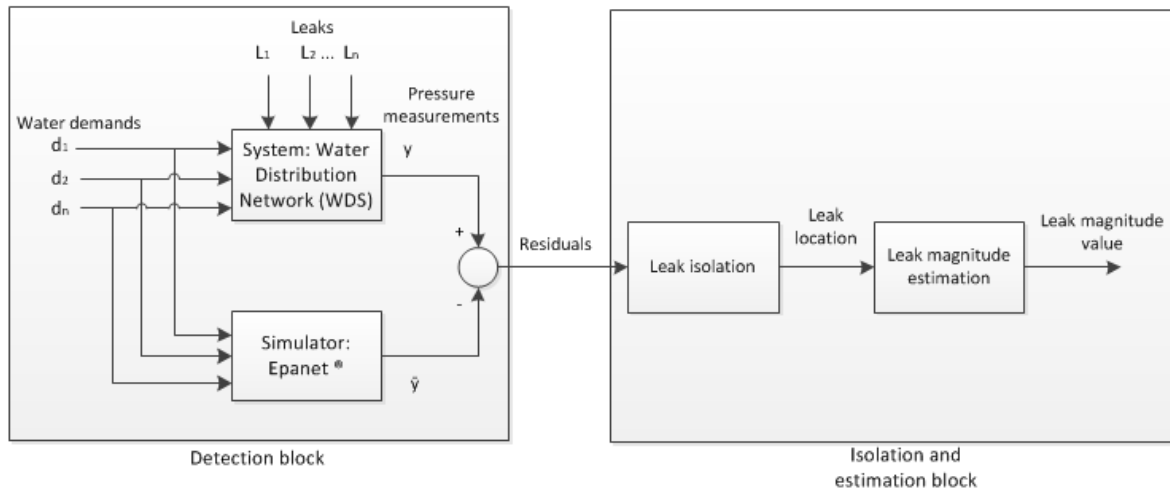 Leaks
L₁ L₂ ... Lₙ
Pressure
measurements
Water demands
d₁
d₂
dₙ
System: Water
Distribution
Network (WDS)
y
+
-
Simulator:
Epanet ®
ŷ
Residuals
Detection block
Leak isolation
Leak
location
Leak magnitude
estimation
Leak magnitude
value
Isolation and
estimation block